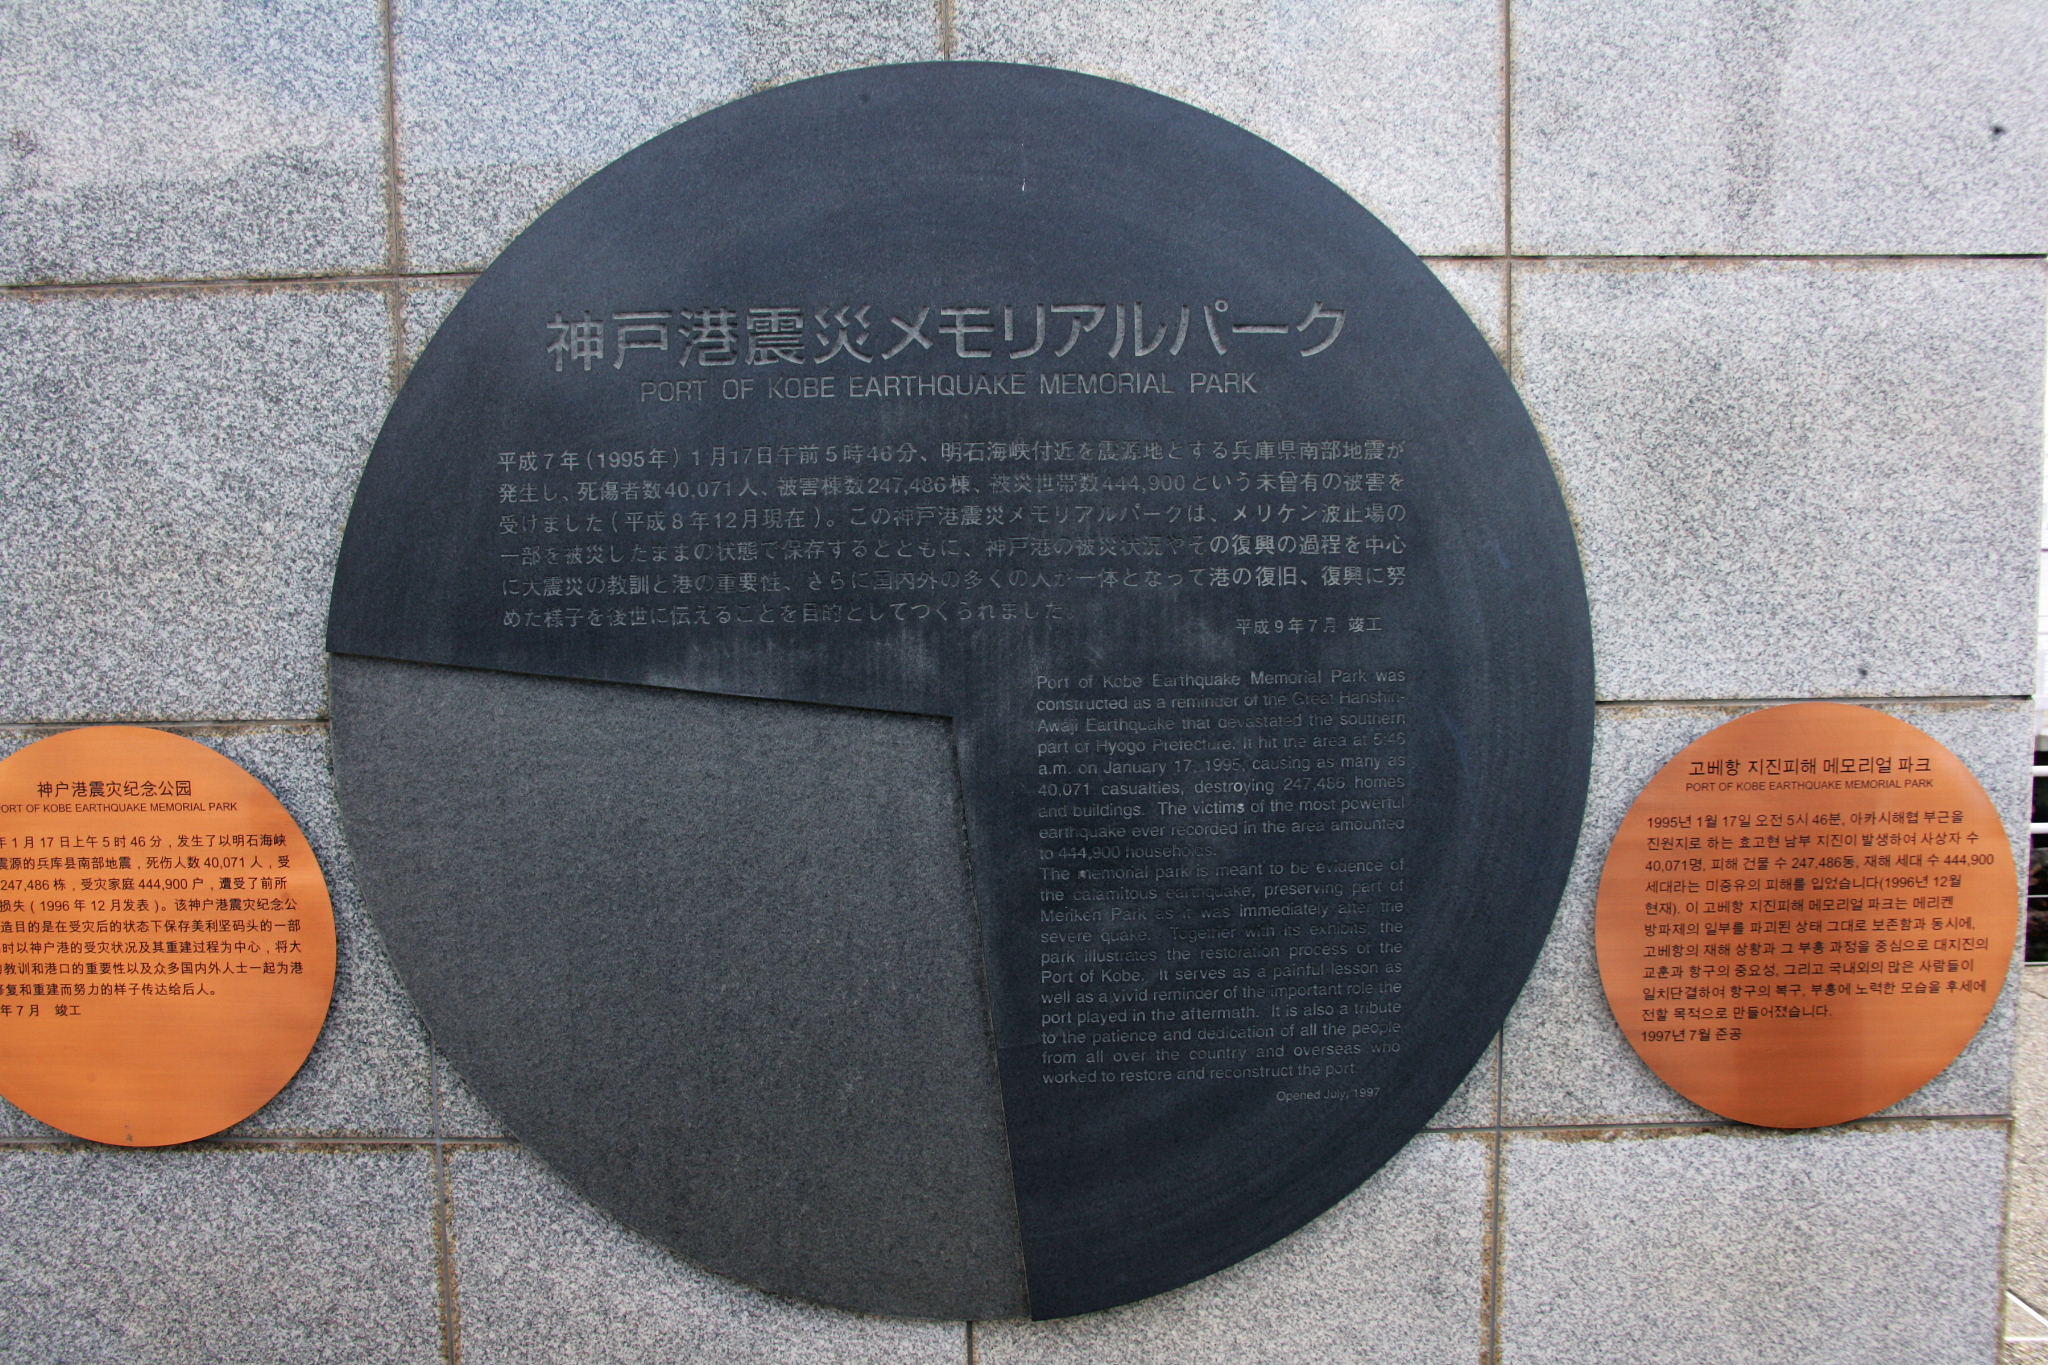 神戸港震災メモリアルパーク
PORT OF KOBE EARTHQUAKE MEMORIAL PARK
平成7年(1995年)1月17日午前5時46分、明石海峡付近を震源地とする兵庫県南部地震が
発生し、死傷者数40,071人、被害棟数247,486棟、被災世帯数444,900という未曾有の被害を
受けました(平成8年12月現在)。この神戸港震災メモリアルパークは、メリケン波止場の
一部を被災したままの状態で保存するとともに、神戸港の被災状況やその復興の過程を中心
に大震災の教訓と港の重要性、さらに国内外の多くの人が一体となって港の復旧、復興に努
めた様子を後世に伝えることを目的としてつくられました。
平成9年7月 竣工
Port of Kobe Earthquake Memorial Park was
constructed as a reminder of the Great Hanshin-
Awaji Earthquake that devastated the southern
part of Hyogo Prefecture. It hit the area at 5:46
a.m. on January 17, 1995, causing as many as
40,071 casualties, destroying 247,486 homes
and buildings. The victims of the most powerful
earthquake ever recorded in the area amounted
to 444,900 households.
The memorial park is meant to be evidence of
the calamitous earthquake, preserving part of
Meriken Park as it was immediately after the
severe quake. Together with its exhibits, the
park illustrates the restoration process of the
Port of Kobe. It serves as a painful lesson as
well as a vivid reminder of the important role the
port played in the aftermath. It is also a tribute
to the patience and dedication of all the people
from all over the country and overseas who
worked to restore and reconstruct the port.
Opened July, 1997
神户港震灾纪念公园
PORT OF KOBE EARTHQUAKE MEMORIAL PARK
年1月17日上午5时46分，发生了以明石海峡
震源的兵库县南部地震，死伤人数40,071人，受
247,486栋，受灾家庭444,900户，遭受了前所
损失(1996年12月发表)。该神户港震灾纪念公
造目的是在受灾后的状态下保存美利坚码头的一部
时以神户港的受灾状况及其重建过程为中心，将大
的教训和港口的重要性以及众多国内外人士一起为港
修复和重建而努力的样子传达给后人。
年7月 竣工
고베항 지진피해 메모리얼 파크
PORT OF KOBE EARTHQUAKE MEMORIAL PARK
1995년 1월 17일 오전 5시 46분, 아카시해협 부근을
진원지로 하는 효고현 남부 지진이 발생하여 사상자 수
40,071명, 피해 건물 수 247,486동, 재해 세대 수 444,900
세대라는 미증유의 피해를 입었습니다(1996년 12월
현재). 이 고베항 지진피해 메모리얼 파크는 메리켄
방파제의 일부를 파괴된 상태 그대로 보존함과 동시에,
고베항의 재해 상황과 그 부흥 과정을 중심으로 대지진의
교훈과 항구의 중요성, 그리고 국내외의 많은 사람들이
일치단결하여 항구의 복구, 부흥에 노력한 모습을 후세에
전할 목적으로 만들어졌습니다.
1997년 7월 준공